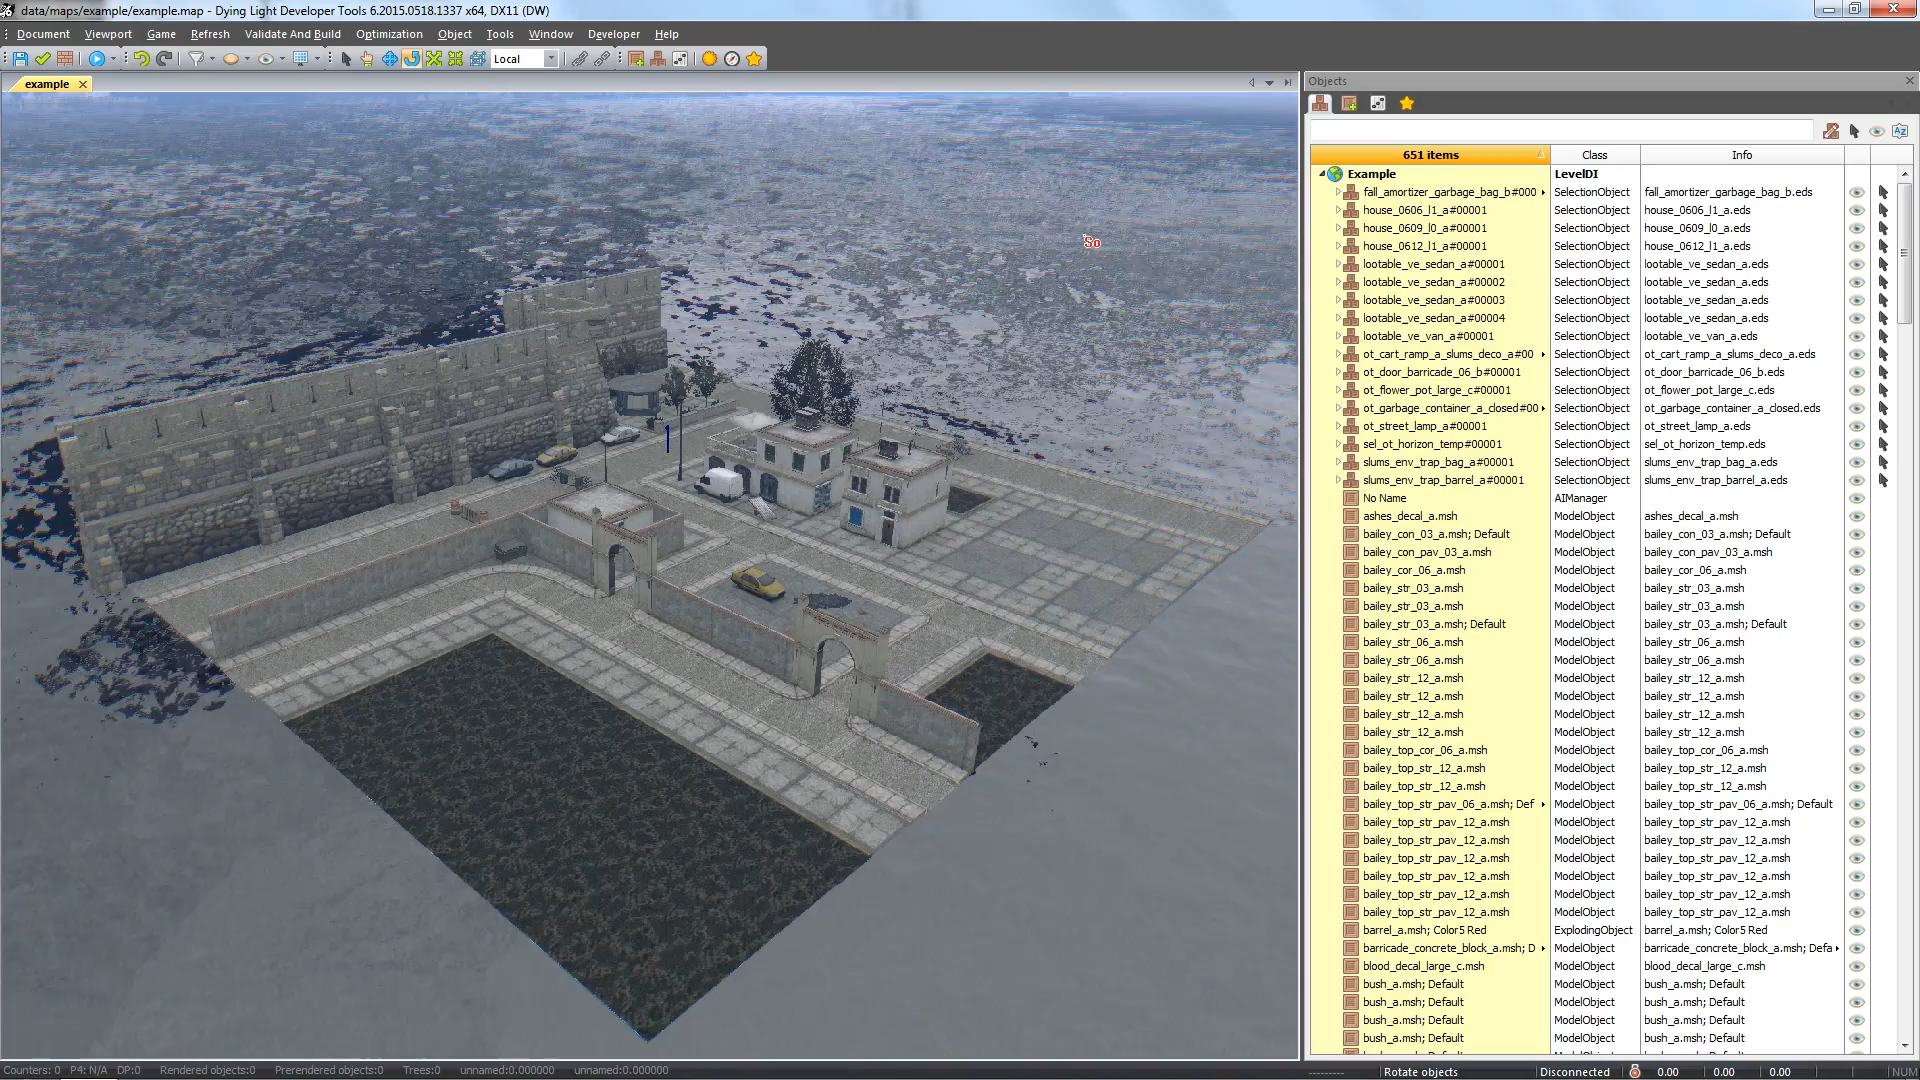 data/maps/example/example.map - Dying Light Developer Tools 6.2015.0518.1337 x64, DX11 (DW)
Document Viewport Game Refresh Validate And Build Optimization Object Tools Window Developer Help
Local
example
Objects
651 items Class Info
Example LevelDI
fall_amortizer_garbage_bag_b#000 SelectionObject fall_amortizer_garbage_bag_b.eds
house_0606_l1_a#00001 SelectionObject house_0606_l1_a.eds
house_0609_l0_a#00001 SelectionObject house_0609_l0_a.eds
house_0612_l1_a#00001 SelectionObject house_0612_l1_a.eds
lootable_ve_sedan_a#00001 SelectionObject lootable_ve_sedan_a.eds
lootable_ve_sedan_a#00002 SelectionObject lootable_ve_sedan_a.eds
lootable_ve_sedan_a#00003 SelectionObject lootable_ve_sedan_a.eds
lootable_ve_sedan_a#00004 SelectionObject lootable_ve_sedan_a.eds
lootable_ve_van_a#00001 SelectionObject lootable_ve_van_a.eds
ot_cart_ramp_a_slums_deco_a#00 SelectionObject ot_cart_ramp_a_slums_deco_a.eds
ot_door_barricade_06_b#00001 SelectionObject ot_door_barricade_06_b.eds
ot_flower_pot_large_c#00001 SelectionObject ot_flower_pot_large_c.eds
ot_garbage_container_a_closed#00 SelectionObject ot_garbage_container_a_closed.eds
ot_street_lamp_a#00001 SelectionObject ot_street_lamp_a.eds
sel_ot_horizon_temp#00001 SelectionObject sel_ot_horizon_temp.eds
slums_env_trap_bag_a#00001 SelectionObject slums_env_trap_bag_a.eds
slums_env_trap_barrel_a#00001 SelectionObject slums_env_trap_barrel_a.eds
No Name AIManager
ashes_decal_a.msh ModelObject ashes_decal_a.msh
bailey_con_03_a.msh; Default ModelObject bailey_con_03_a.msh; Default
bailey_con_pav_03_a.msh ModelObject bailey_con_pav_03_a.msh
bailey_cor_06_a.msh ModelObject bailey_cor_06_a.msh
bailey_str_03_a.msh ModelObject bailey_str_03_a.msh
bailey_str_03_a.msh ModelObject bailey_str_03_a.msh
bailey_str_03_a.msh; Default ModelObject bailey_str_03_a.msh; Default
bailey_str_06_a.msh ModelObject bailey_str_06_a.msh
bailey_str_06_a.msh ModelObject bailey_str_06_a.msh
bailey_str_12_a.msh ModelObject bailey_str_12_a.msh
bailey_str_12_a.msh ModelObject bailey_str_12_a.msh
bailey_str_12_a.msh ModelObject bailey_str_12_a.msh
bailey_str_12_a.msh ModelObject bailey_str_12_a.msh
bailey_top_cor_06_a.msh ModelObject bailey_top_cor_06_a.msh
bailey_top_str_12_a.msh ModelObject bailey_top_str_12_a.msh
bailey_top_str_12_a.msh ModelObject bailey_top_str_12_a.msh
bailey_top_str_pav_06_a.msh; Def ModelObject bailey_top_str_pav_06_a.msh; Default
bailey_top_str_pav_12_a.msh ModelObject bailey_top_str_pav_12_a.msh
bailey_top_str_pav_12_a.msh ModelObject bailey_top_str_pav_12_a.msh
bailey_top_str_pav_12_a.msh ModelObject bailey_top_str_pav_12_a.msh
bailey_top_str_pav_12_a.msh ModelObject bailey_top_str_pav_12_a.msh
bailey_top_str_pav_12_a.msh ModelObject bailey_top_str_pav_12_a.msh
bailey_top_str_pav_12_a.msh ModelObject bailey_top_str_pav_12_a.msh
barrel_a.msh; Color5 Red ExplodingObject barrel_a.msh; Color5 Red
barricade_concrete_block_a.msh; D ModelObject barricade_concrete_block_a.msh; Defa
blood_decal_large_c.msh ModelObject blood_decal_large_c.msh
bush_a.msh; Default ModelObject bush_a.msh; Default
bush_a.msh; Default ModelObject bush_a.msh; Default
bush_a.msh; Default ModelObject bush_a.msh; Default
bush_a.msh; Default ModelObject bush_a.msh; Default
So
Counters: 0 P4: N/A DP:0 Rendered objects:0 Prerendered objects:0 Trees:0 unnamed:0.000000 unnamed:0.000000
Rotate objects Disconnected 0.00 0.00 0.00 NUM